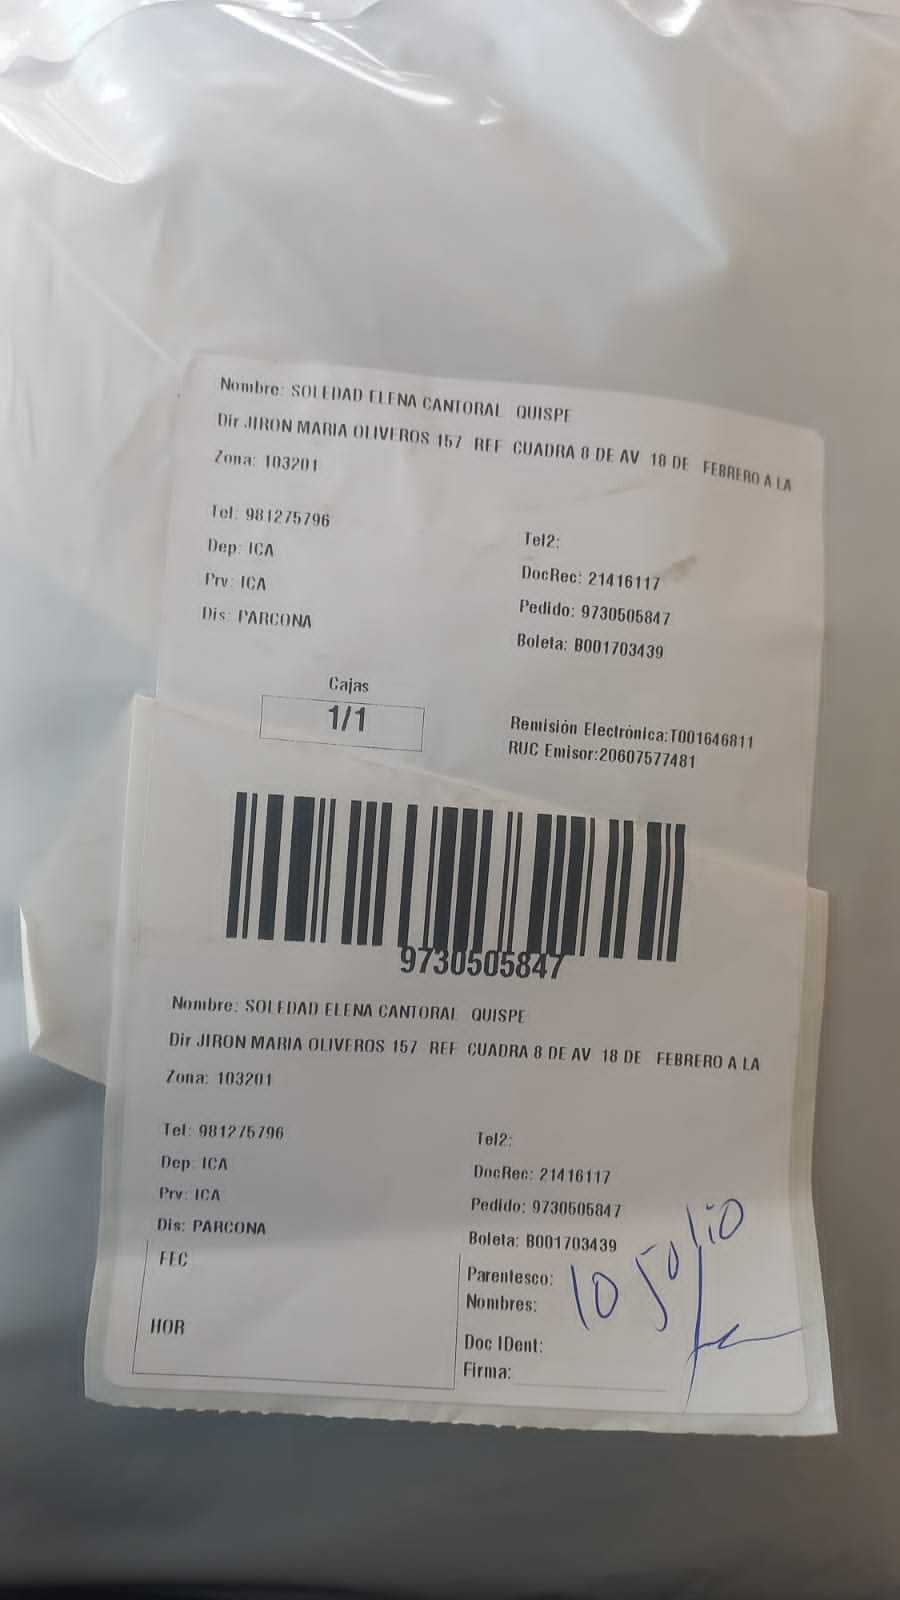 Nombre: SOLEDAD ELENA CANTORAL QUISPE
Dir JIRON MARIA OLIVEROS 157 REF CUADRA 8 DE AV 18 DE FEBRERO A LA
Zona: 103201
Tel: 981275796
Tel2:
Dep: ICA
DocRec: 21416117
Prv: ICA
Pedido: 9730505847
Dis: PARCONA
Boleta: B001703439
Cajas
1/1
Remisión Electrónica:T001646811
RUC Emisor:20607577481
9730505847
Nombre: SOLEDAD ELENA CANTORAL QUISPE
Dir JIRON MARIA OLIVEROS 157 REF CUADRA 8 DE AV 18 DE FEBRERO A LA
Zona: 103201
Tel: 981275796
Tel2:
Dep: ICA
DocRec: 21416117
Prv: ICA
Pedido: 9730505847
Dis: PARCONA
Boleta: B001703439
FEC
Parentesco:
Nombres:
HOR
Doc IDent:
Firma:
10